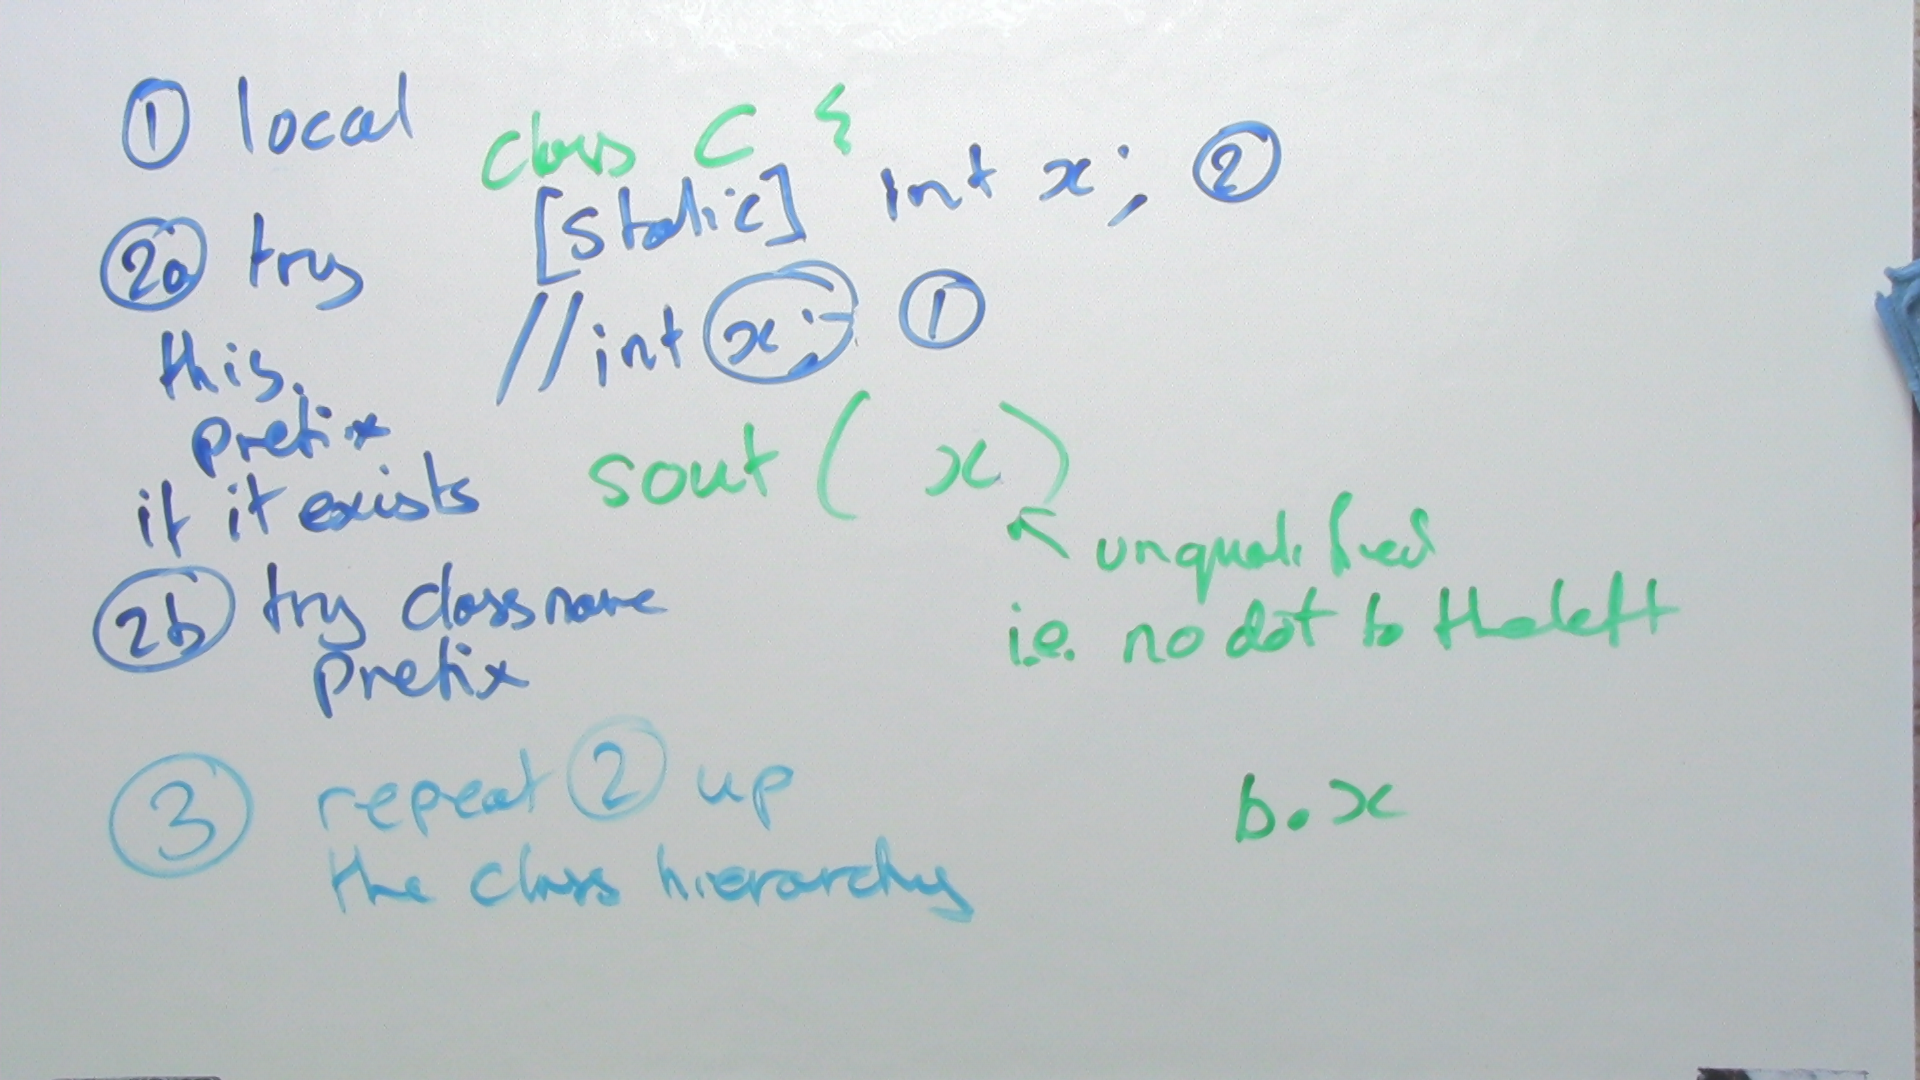 ① local
class C {
[static] int x; ②
②a try
// int x; ①
this.
prefix
if it exists
sout ( x )
↖ unqualified
i.e. no dot to the left
②b try classname
prefix
③ repeat ② up
the class hierarchy
b.x